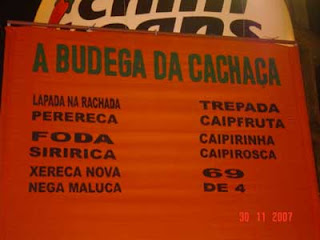 A BUDEGA DA CACHAÇA
LAPADA NA RACHADA
PERERECA
FODA
SIRIRICA
XERECA NOVA
NEGA MALUCA
TREPADA
CAIPFRUTA
CAIPIRINHA
CAIPIROSCA
69
DE 4
30 11 2007